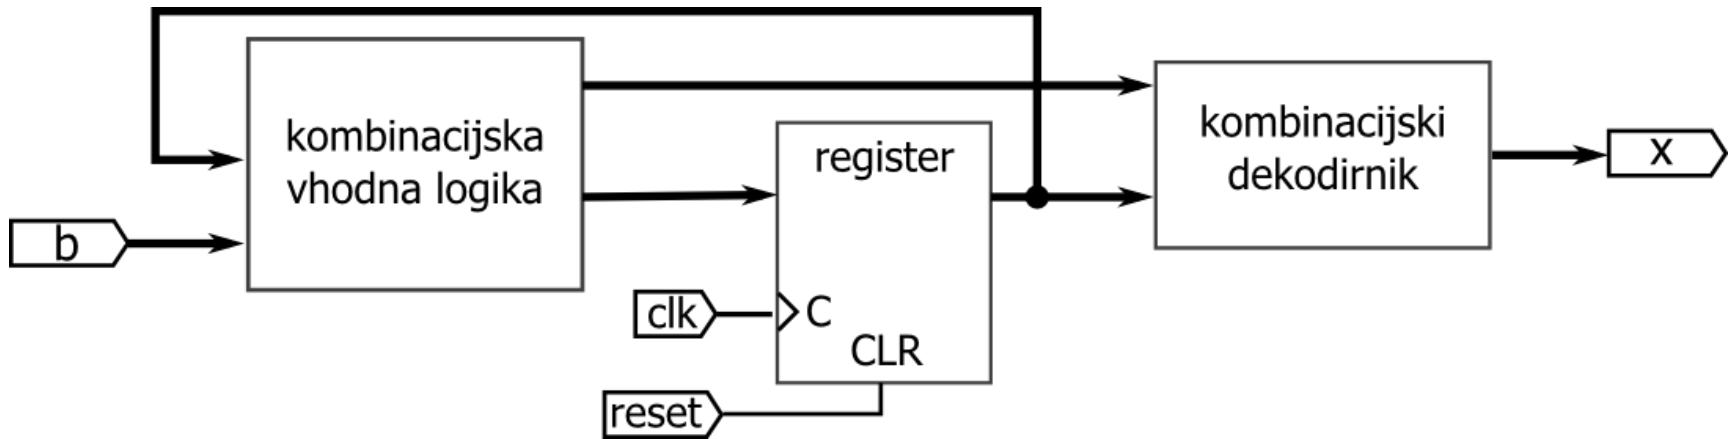 kombinacijska
vhodna logika
b
register
C
clk
CLR
reset
kombinacijski
dekodirnik
x